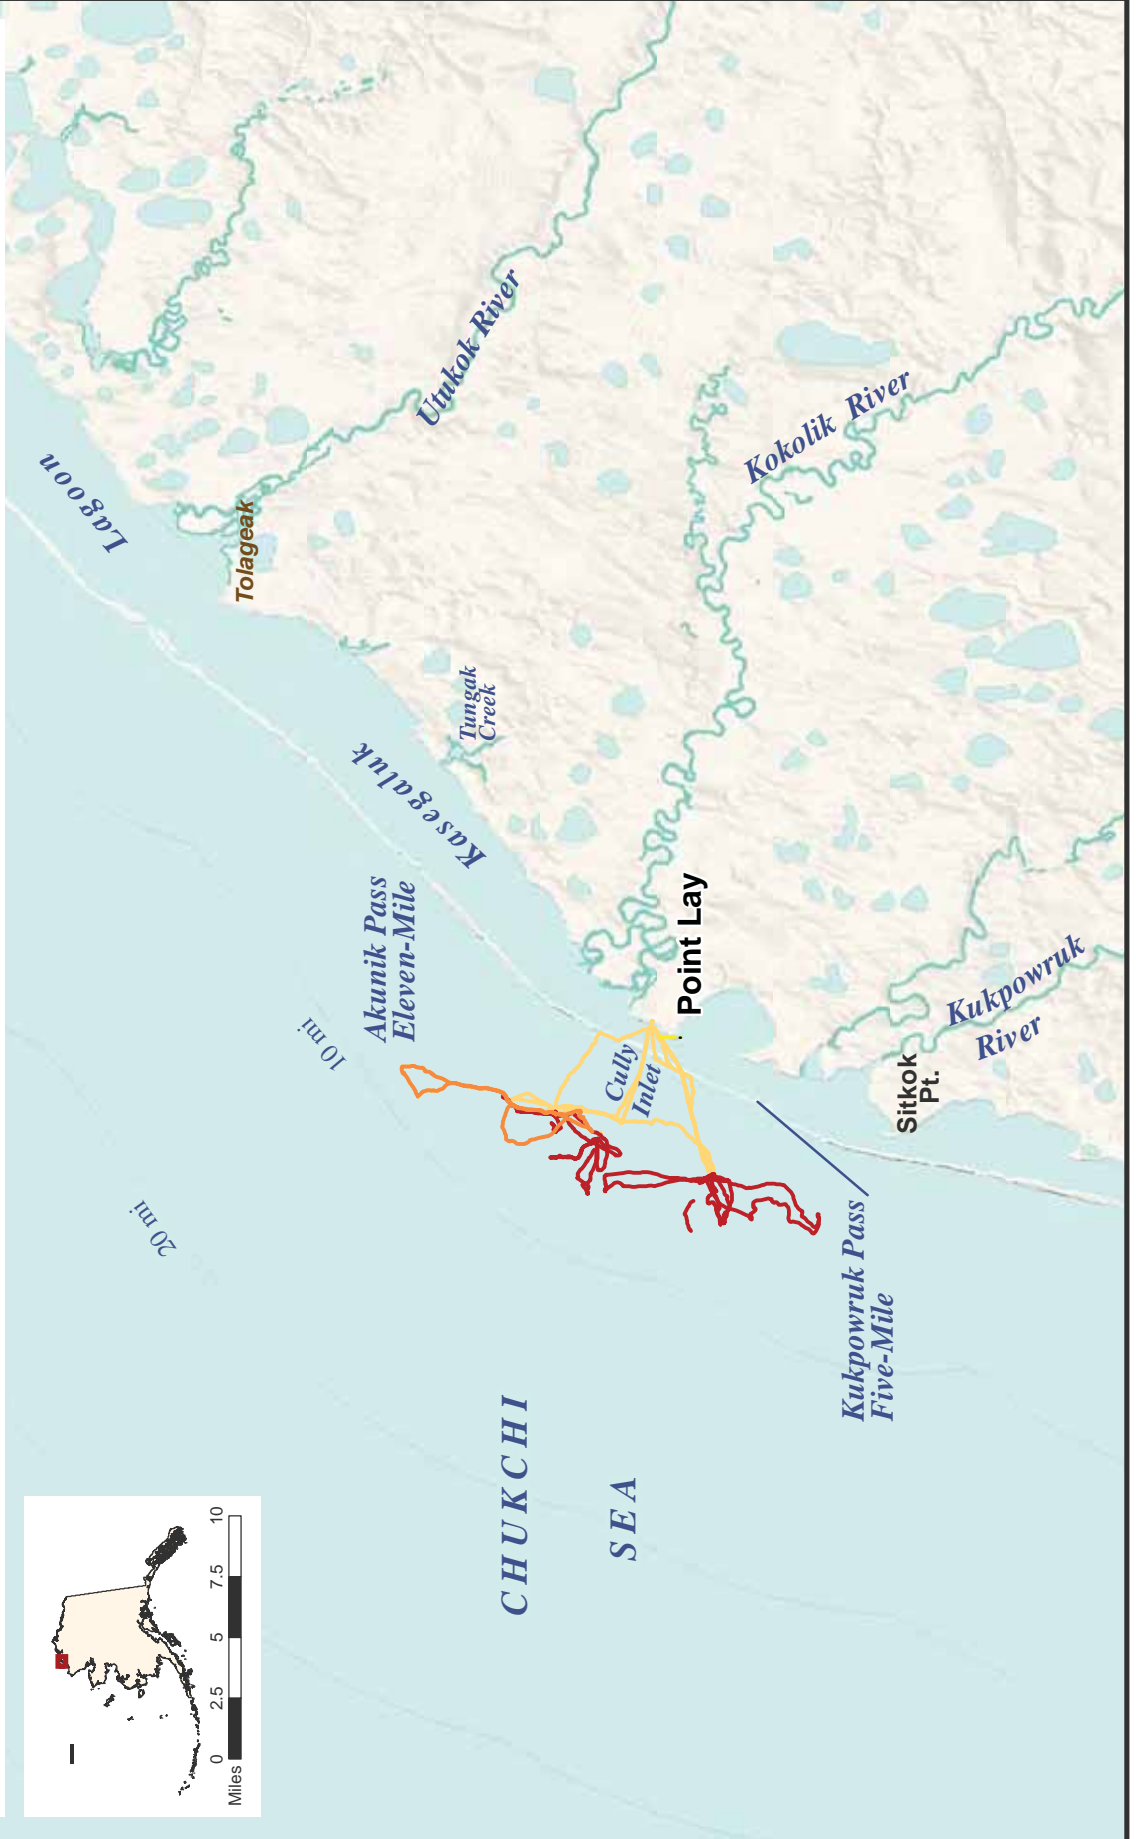 Lagoon
Kasegaluk
Tolageak
Utukok River
Tungak
Creek
Kokolik River
Akunik Pass
Eleven-Mile
10 mi
20 mi
Cully
Inlet
Point Lay
Kukpowruk
River
Sitkok
Pt.
Kukpowruk Pass
Five-Mile
CHUKCHI
SEA
0 2.5 5 7.5 10
Miles